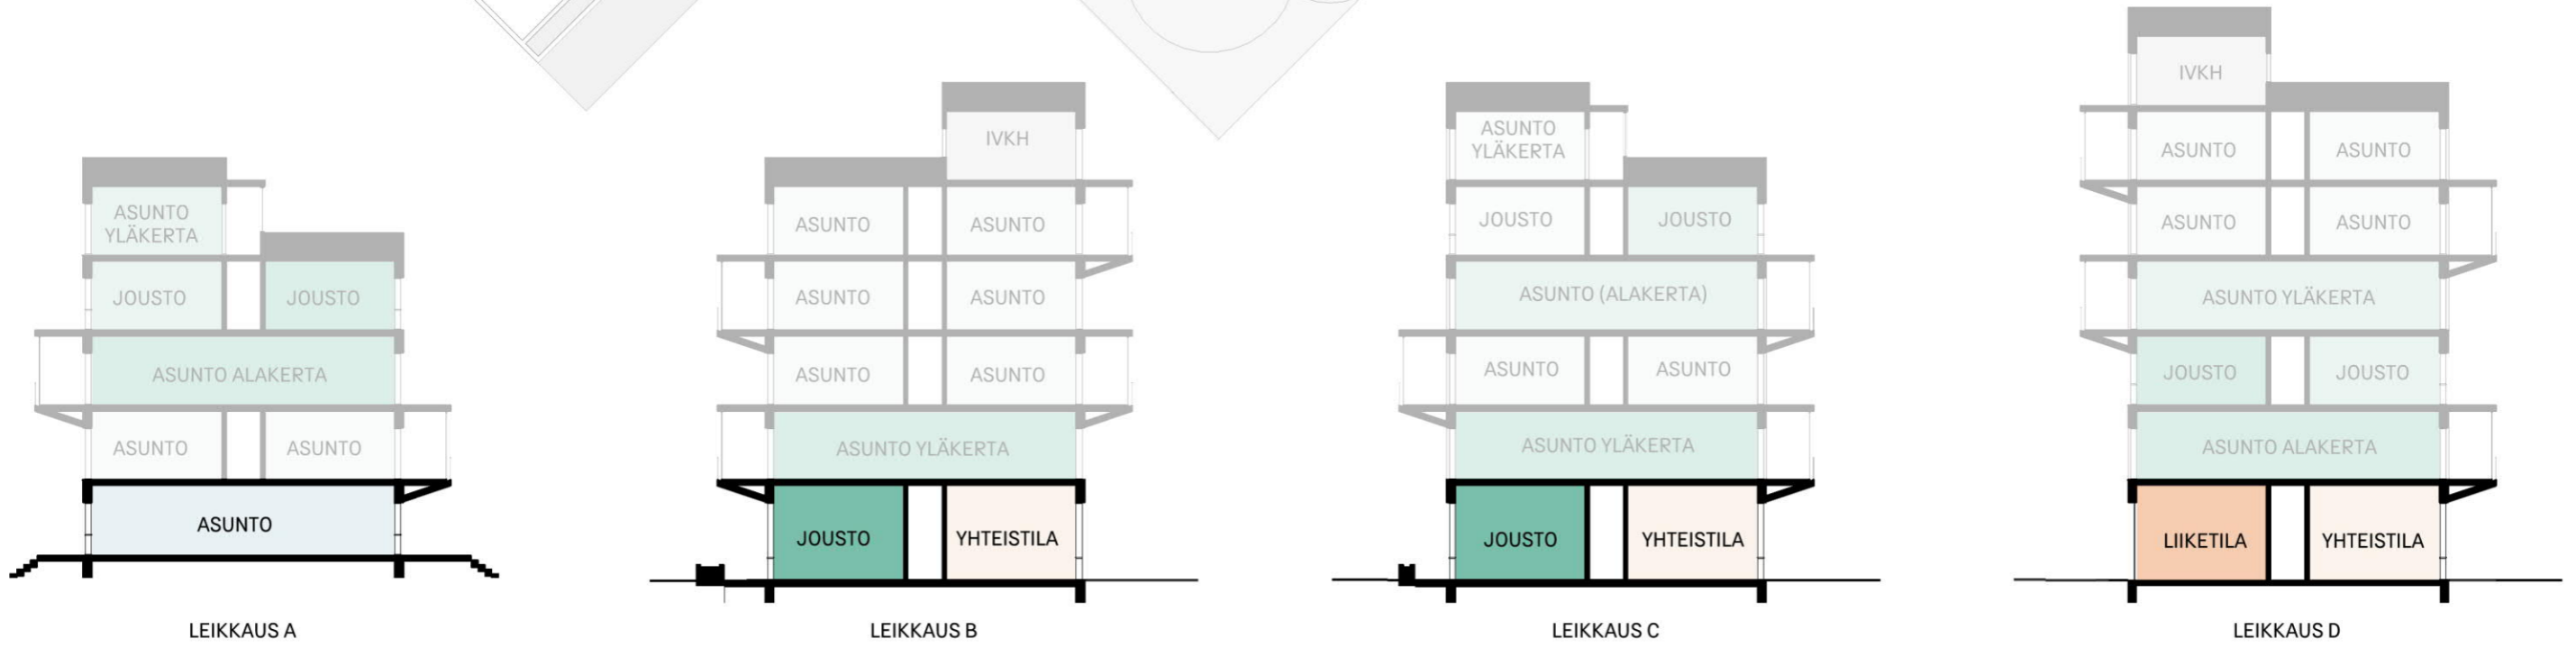 ASUNTO
YLÄKERTA
JOUSTO
JOUSTO
ASUNTO ALAKERTA
ASUNTO
ASUNTO
ASUNTO
LEIKKAUS A
IVKH
ASUNTO
ASUNTO
ASUNTO
ASUNTO
ASUNTO
ASUNTO
ASUNTO YLÄKERTA
JOUSTO
YHTEISTILA
LEIKKAUS B
ASUNTO
YLÄKERTA
JOUSTO
JOUSTO
ASUNTO (ALAKERTA)
ASUNTO
ASUNTO
ASUNTO YLÄKERTA
JOUSTO
YHTEISTILA
LEIKKAUS C
IVKH
ASUNTO
ASUNTO
ASUNTO
ASUNTO
ASUNTO YLÄKERTA
JOUSTO
JOUSTO
ASUNTO ALAKERTA
LIIKETILA
YHTEISTILA
LEIKKAUS D